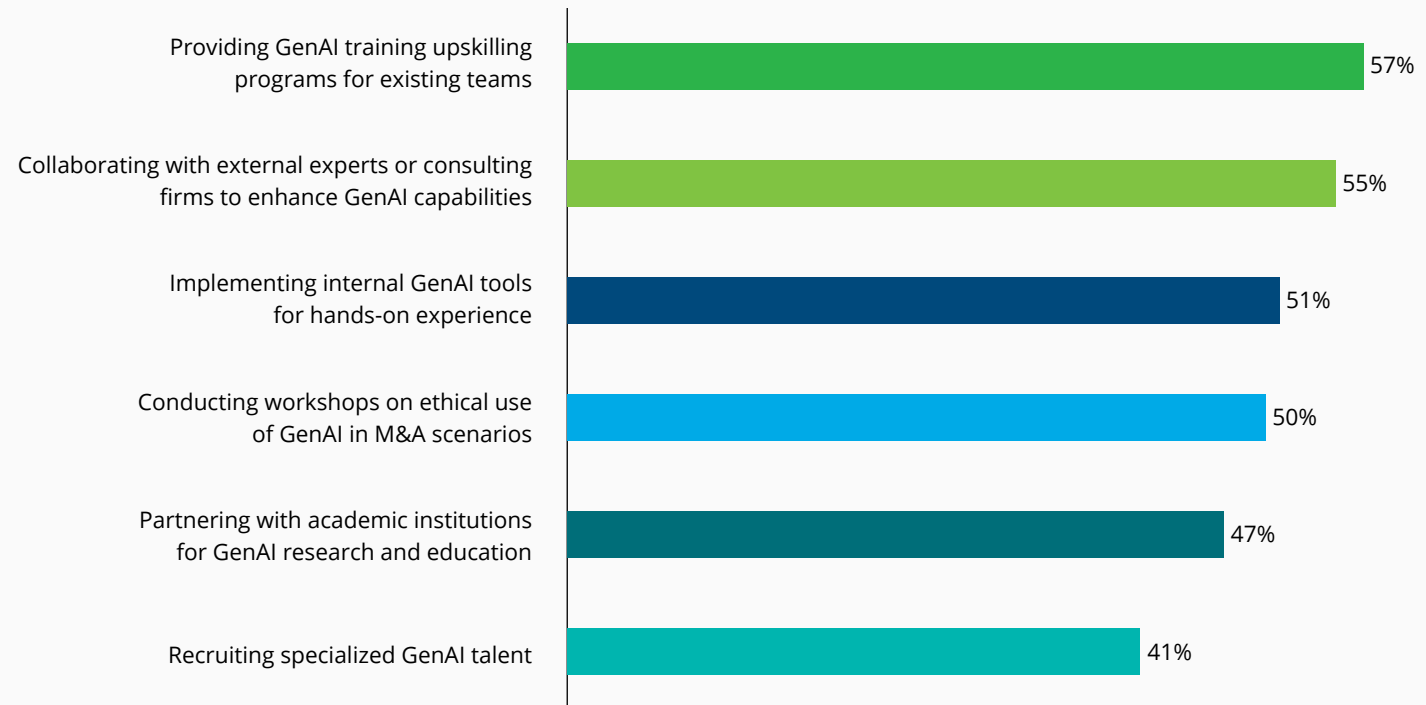 Providing GenAI training upskilling
programs for existing teams
57%
Collaborating with external experts or consulting
firms to enhance GenAI capabilities
55%
Implementing internal GenAI tools
for hands-on experience
51%
Conducting workshops on ethical use
of GenAI in M&A scenarios
50%
Partnering with academic institutions
for GenAI research and education
47%
Recruiting specialized GenAI talent
41%